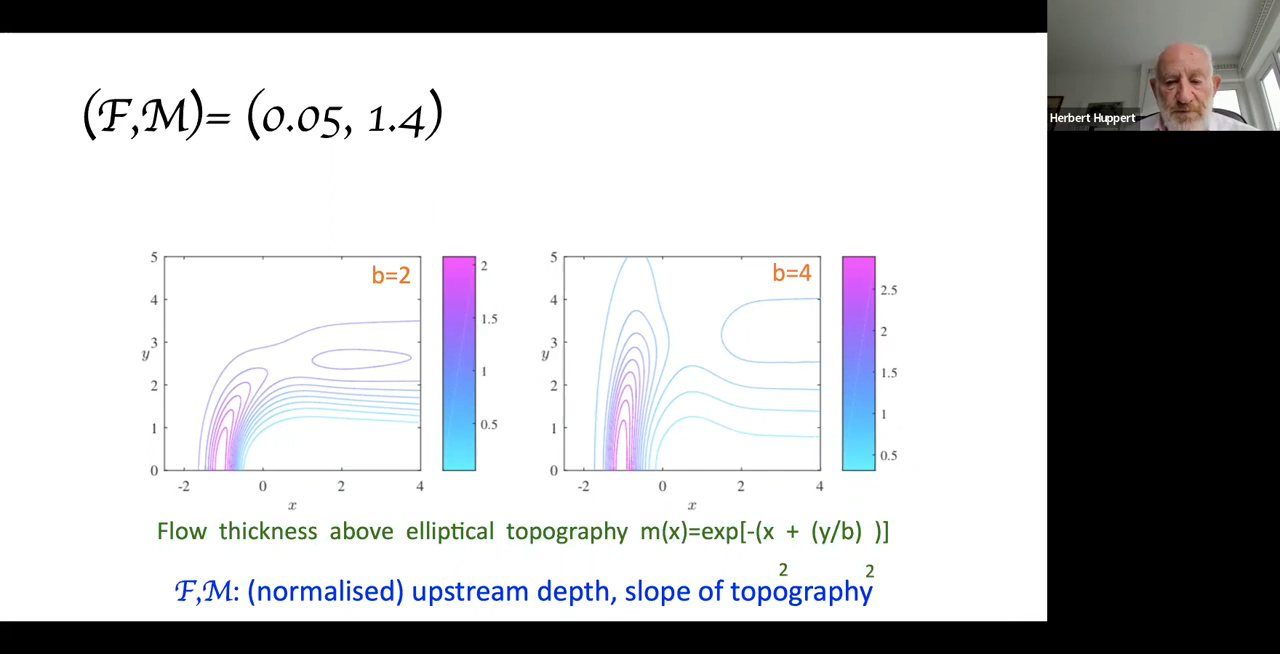 (ℱ,ℳ)= (0.05, 1.4)
Herbert Huppert
5
4
3
2
1
0
y
-2 0 2 4
x
b=2
2
1.5
1
0.5
5
4
3
2
1
0
y
-2 0 2 4
x
b=4
2.5
2
1.5
1
0.5
Flow thickness above elliptical topography m(x)=exp[-(x + (y/b) )]
2 2
ℱ,ℳ: (normalised) upstream depth, slope of topography